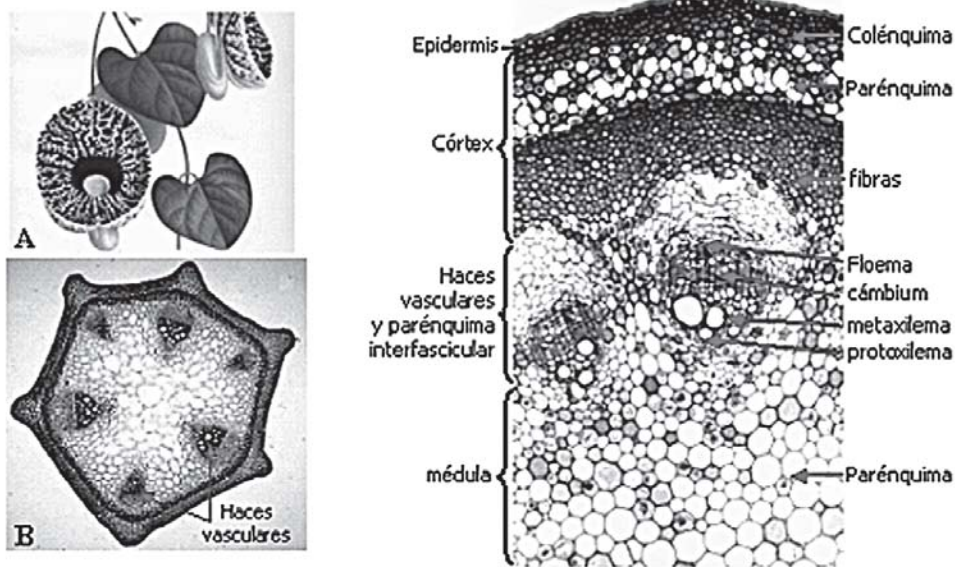 A
B
Haces
vasculares
Epidermis
Córtex
Haces
vasculares
y parénquima
interfascicular
médula
Colénquima
Parénquima
fibras
Floema
cámbium
metaxilema
protoxilema
Parénquima